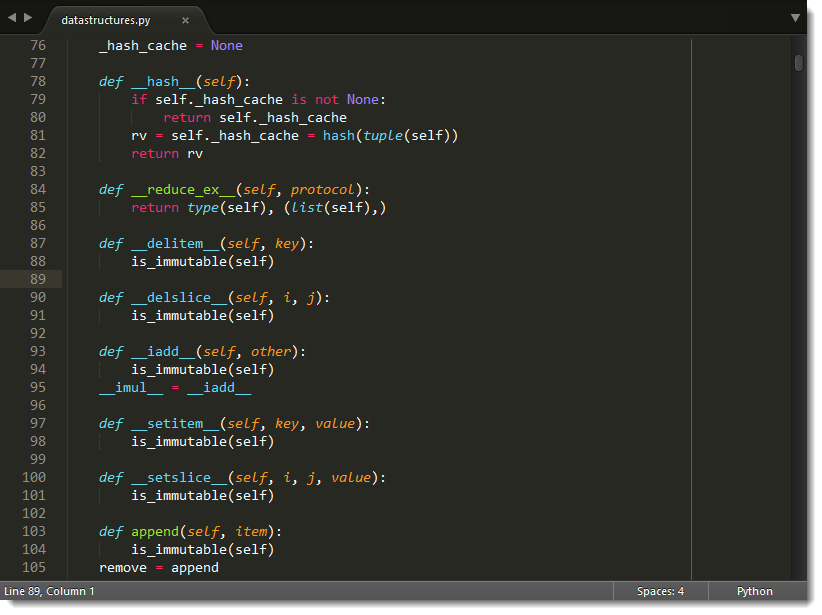 datastructures.py ×
76     _hash_cache = None
77
78     def __hash__(self):
79         if self._hash_cache is not None:
80             return self._hash_cache
81         rv = self._hash_cache = hash(tuple(self))
82         return rv
83
84     def __reduce_ex__(self, protocol):
85         return type(self), (list(self),)
86
87     def __delitem__(self, key):
88         is_immutable(self)
89
90     def __delslice__(self, i, j):
91         is_immutable(self)
92
93     def __iadd__(self, other):
94         is_immutable(self)
95     __imul__ = __iadd__
96
97     def __setitem__(self, key, value):
98         is_immutable(self)
99
100     def __setslice__(self, i, j, value):
101         is_immutable(self)
102
103     def append(self, item):
104         is_immutable(self)
105     remove = append
Line 89, Column 1 Spaces: 4 Python